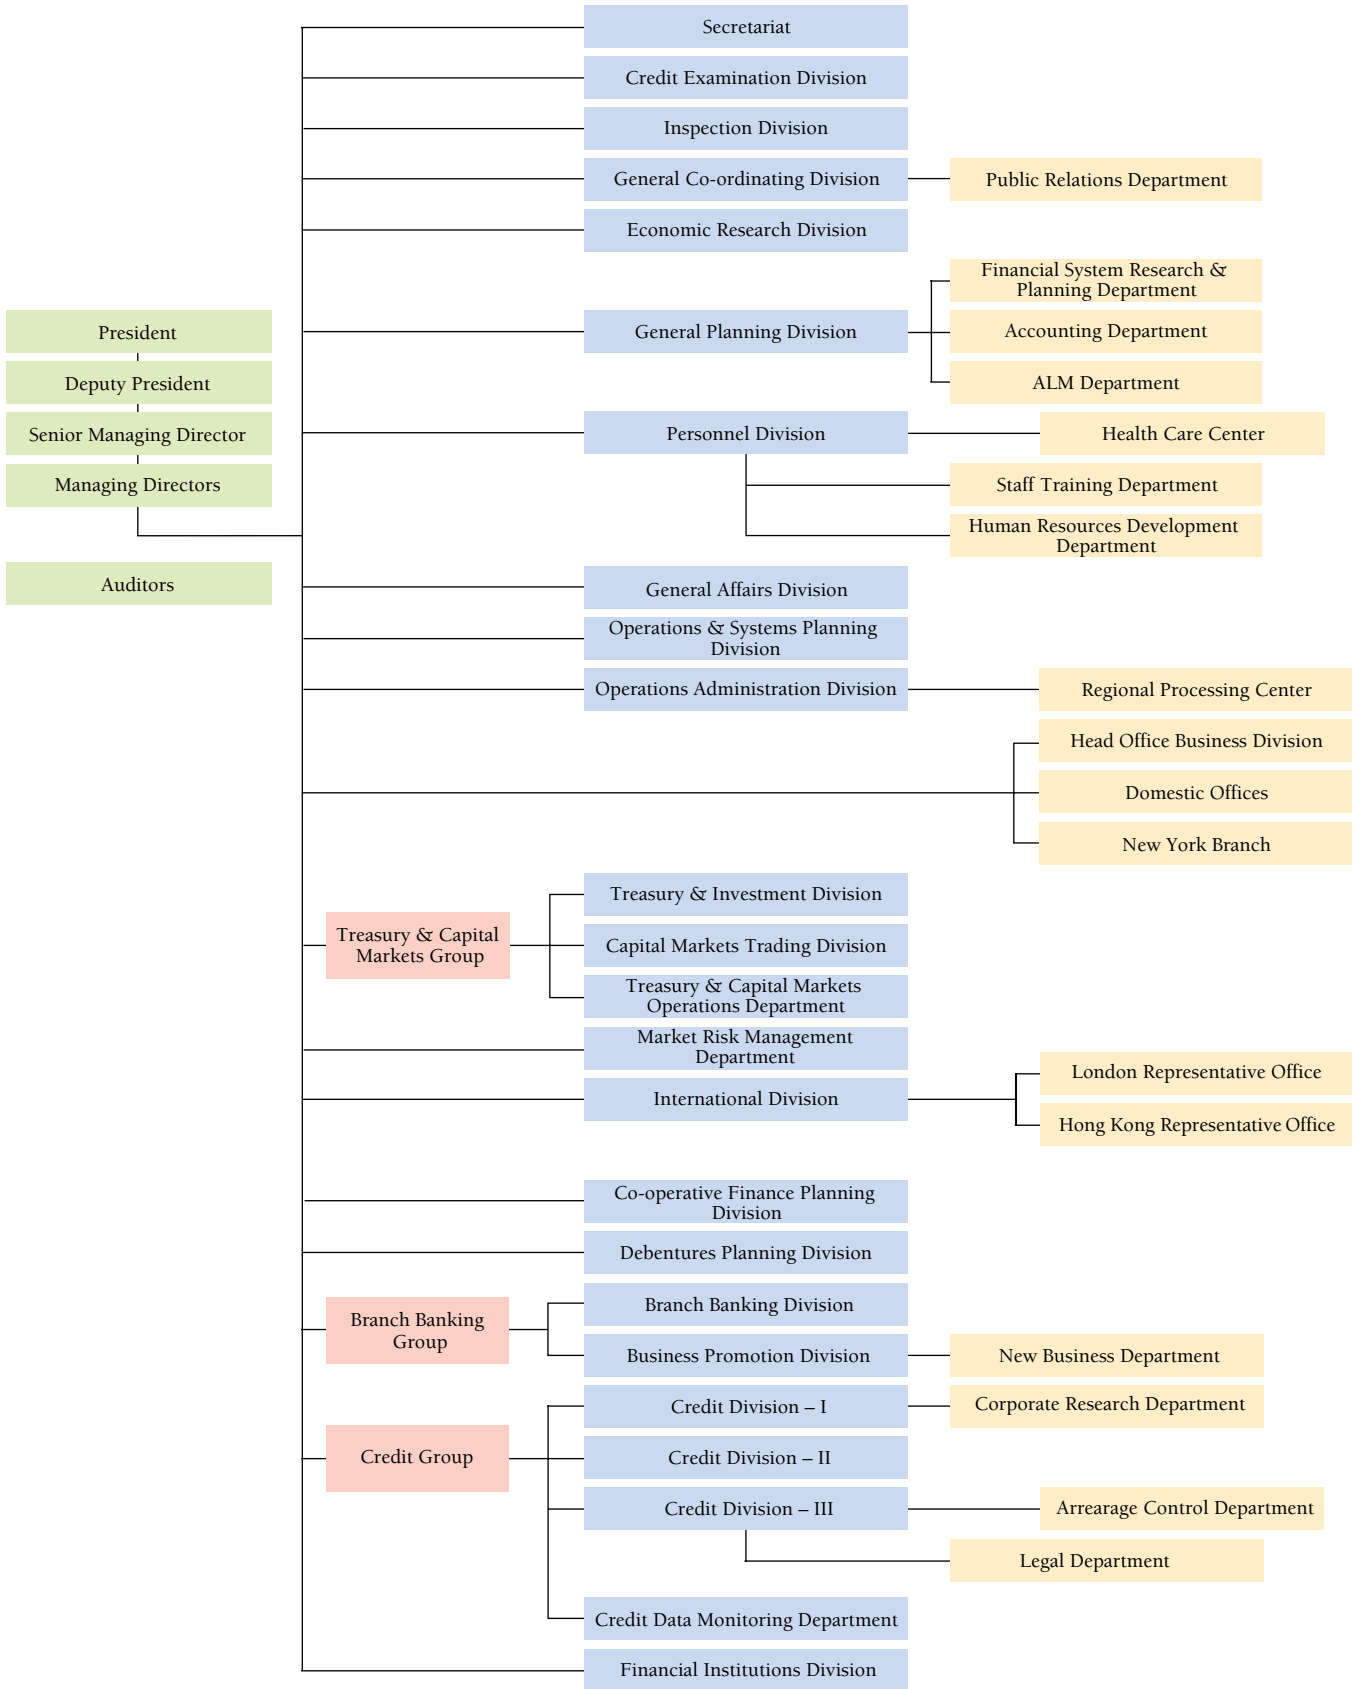 Secretariat
Credit Examination Division
Inspection Division
General Co-ordinating Division
Public Relations Department
Economic Research Division
Financial System Research &
Planning Department
President
General Planning Division
Accounting Department
Deputy President
ALM Department
Senior Managing Director
Personnel Division
Health Care Center
Managing Directors
Staff Training Department
Human Resources Development
Department
Auditors
General Affairs Division
Operations & Systems Planning
Division
Operations Administration Division
Regional Processing Center
Head Office Business Division
Domestic Offices
New York Branch
Treasury & Capital
Markets Group
Treasury & Investment Division
Capital Markets Trading Division
Treasury & Capital Markets
Operations Department
Market Risk Management
Department
International Division
London Representative Office
Hong Kong Representative Office
Co-operative Finance Planning
Division
Debentures Planning Division
Branch Banking
Group
Branch Banking Division
Business Promotion Division
New Business Department
Credit Group
Credit Division – I
Corporate Research Department
Credit Division – II
Credit Division – III
Arrearage Control Department
Legal Department
Credit Data Monitoring Department
Financial Institutions Division